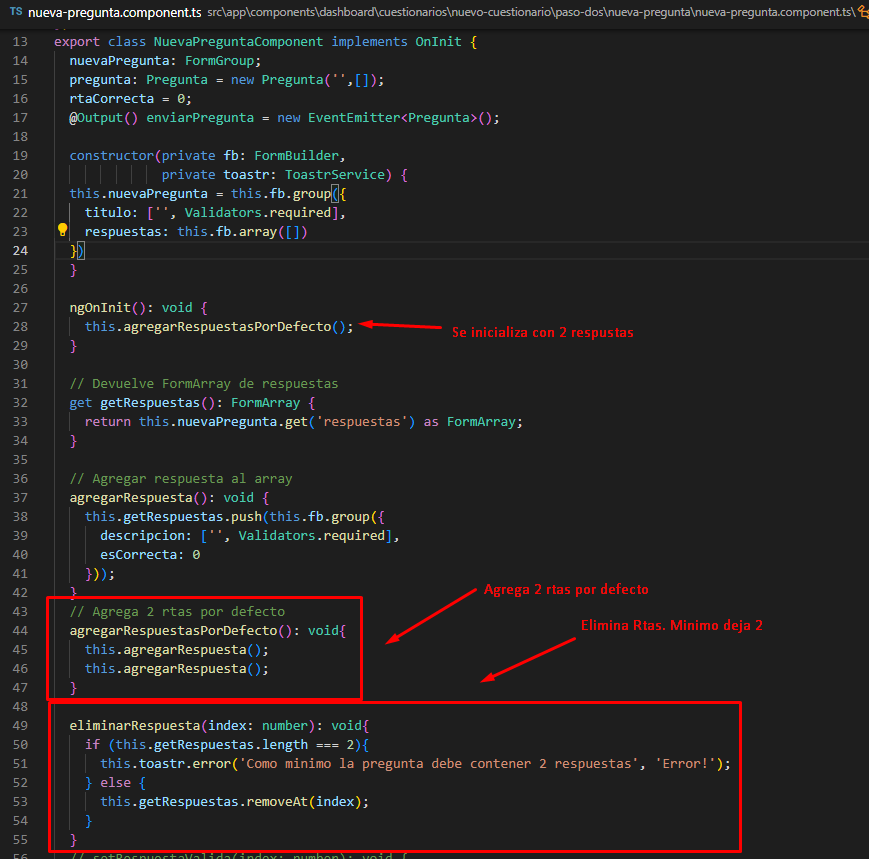 TS nueva-pregunta.component.ts src\app\components\dashboard\cuestionarios\nuevo-cuestionario\paso-dos\nueva-pregunta\nueva-pregunta.component.ts\
13 export class NuevaPreguntaComponent implements OnInit {
14 nuevaPregunta: FormGroup;
15 pregunta: Pregunta = new Pregunta('',[]);
16 rtaCorrecta = 0;
17 @Output() enviarPregunta = new EventEmitter<Pregunta>();
18
19 constructor(private fb: FormBuilder,
20 private toastr: ToastrService) {
21 this.nuevaPregunta = this.fb.group({
22 titulo: ['', Validators.required],
23 respuestas: this.fb.array([])
24 })
25 }
26
27 ngOnInit(): void {
28 this.agregarRespuestasPorDefecto();
Se inicializa con 2 respustas
29 }
30
31 // Devuelve FormArray de respuestas
32 get getRespuestas(): FormArray {
33 return this.nuevaPregunta.get('respuestas') as FormArray;
34 }
35
36 // Agregar respuesta al array
37 agregarRespuesta(): void {
38 this.getRespuestas.push(this.fb.group({
39 descripcion: ['', Validators.required],
40 esCorrecta: 0
41 }));
42 }
Agrega 2 rtas por defecto
43 // Agrega 2 rtas por defecto
44 agregarRespuestasPorDefecto(): void{
Elimina Rtas. Minimo deja 2
45 this.agregarRespuesta();
46 this.agregarRespuesta();
47 }
48
49 eliminarRespuesta(index: number): void{
50 if (this.getRespuestas.length === 2){
51 this.toastr.error('Como minimo la pregunta debe contener 2 respuestas', 'Error!');
52 } else {
53 this.getRespuestas.removeAt(index);
54 }
55 }
56 // setRespuestaValida(index: number): void {